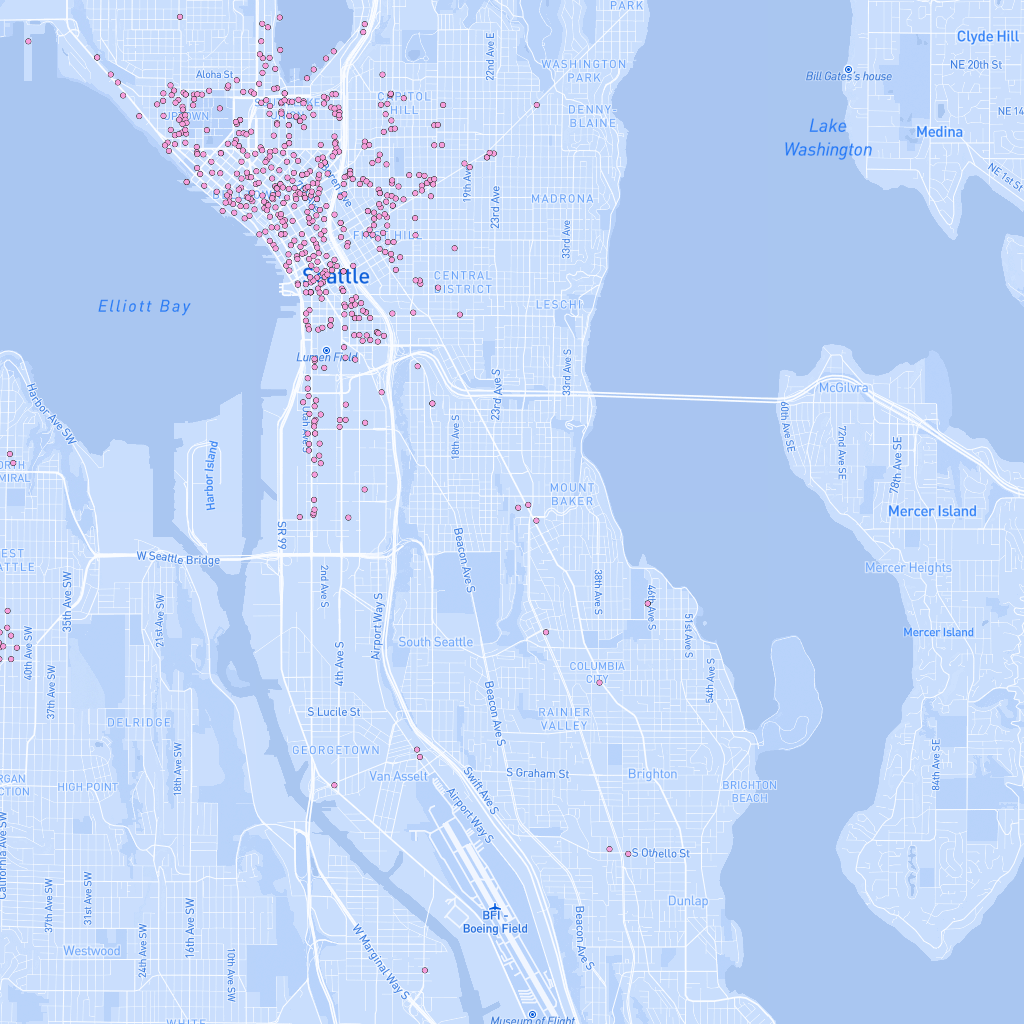 PARK
Clyde Hill
22nd Ave E
WASHINGTON
PARK
NE 20th St
Aloha St
Bill Gates's house
CAPITOL
HILL
DENNY-
BLAINE
NE 14
UPTOWN
Lake
Washington
Medina
NE 1st St
19th Ave
23rd Ave
MADRONA
33rd Ave
FIRST HILL
Seattle
CENTRAL
DISTRICT
Elliott Bay
LESCHI
Lumen Field
33rd Ave S
23rd Ave S
McGilvra
Harbor Ave SW
60th Ave SE
Utah Ave S
18th Ave S
72nd Ave SE
78th Ave SE
Harbor Island
MOUNT
BAKER
Mercer Island
SR 99
W Seattle Bridge
Beacon Ave S
Mercer Heights
2nd Ave S
38th Ave S
46th Ave S
35th Ave SW
21st Ave SW
Airport Way S
51st Ave S
Mercer Island
40th Ave SW
4th Ave S
South Seattle
COLUMBIA
CITY
54th Ave S
37th Ave SW
Beacon Ave S
S Lucile St
RAINIER
VALLEY
DELRIDGE
18th Ave SW
GEORGETOWN
84th Ave SE
Van Asselt
S Graham St
Brighton
HIGH POINT
Swift Ave S
BRIGHTON
BEACH
Airport Way S
California Ave SW
S Othello St
37th Ave SW
31st Ave SW
16th Ave SW
Dunlap
BFI -
Boeing Field
24th Ave SW
10th Ave SW
W Marginal Way S
Beacon Ave S
Westwood
Museum of Flight
WHITE